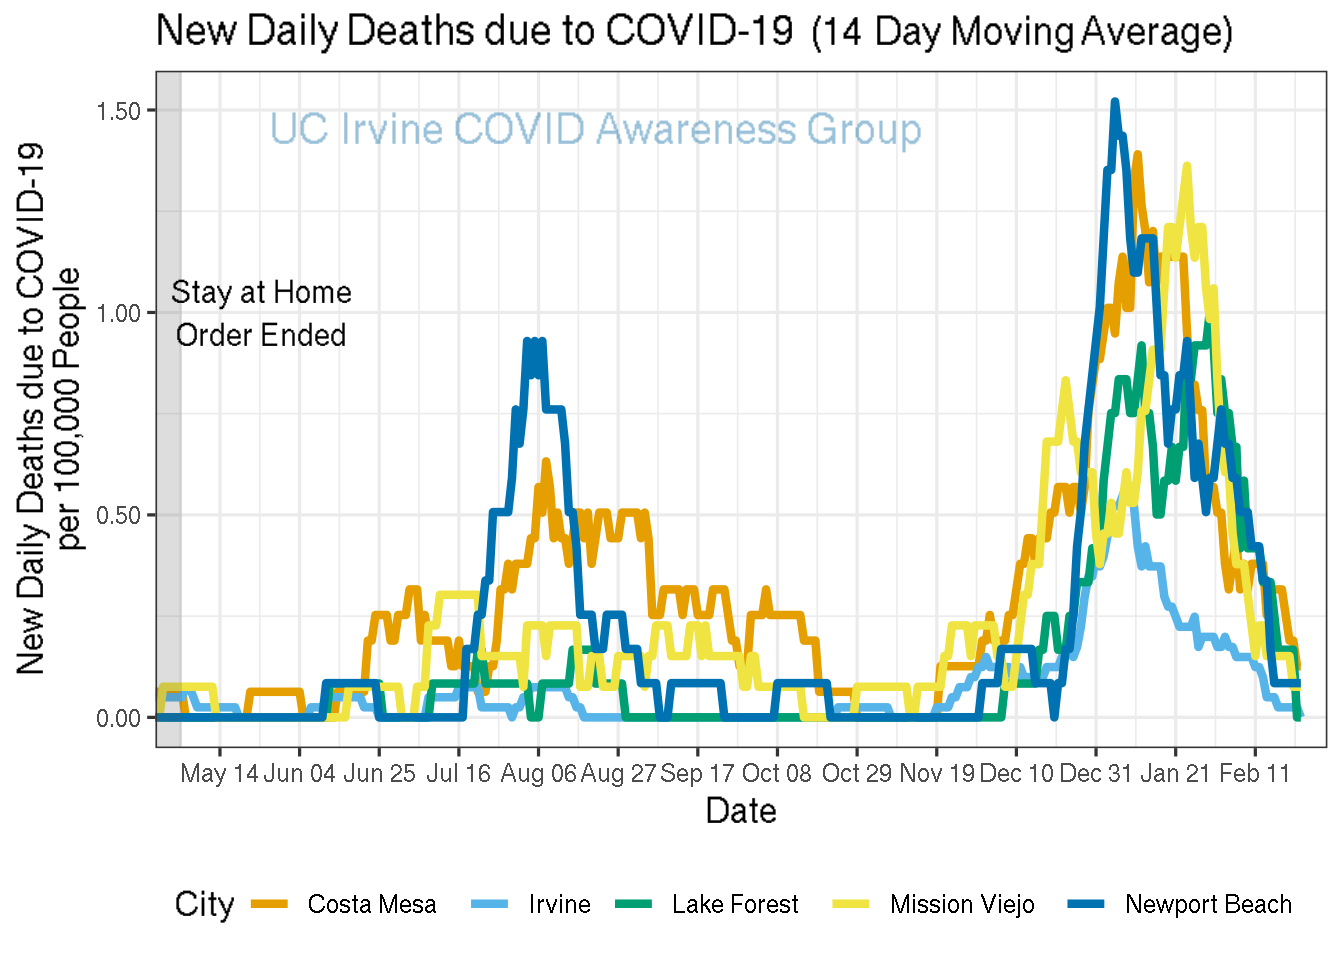 New Daily Deaths due to COVID-19 (14 Day Moving Average)
UC Irvine COVID Awareness Group
Stay at Home
Order Ended
New Daily Deaths due to COVID-19
per 100,000 People
1.50
1.00
0.50
0.00
May 14 Jun 04 Jun 25 Jul 16 Aug 06 Aug 27 Sep 17 Oct 08 Oct 29 Nov 19 Dec 10 Dec 31 Jan 21 Feb 11
Date
City Costa Mesa Irvine Lake Forest Mission Viejo Newport Beach